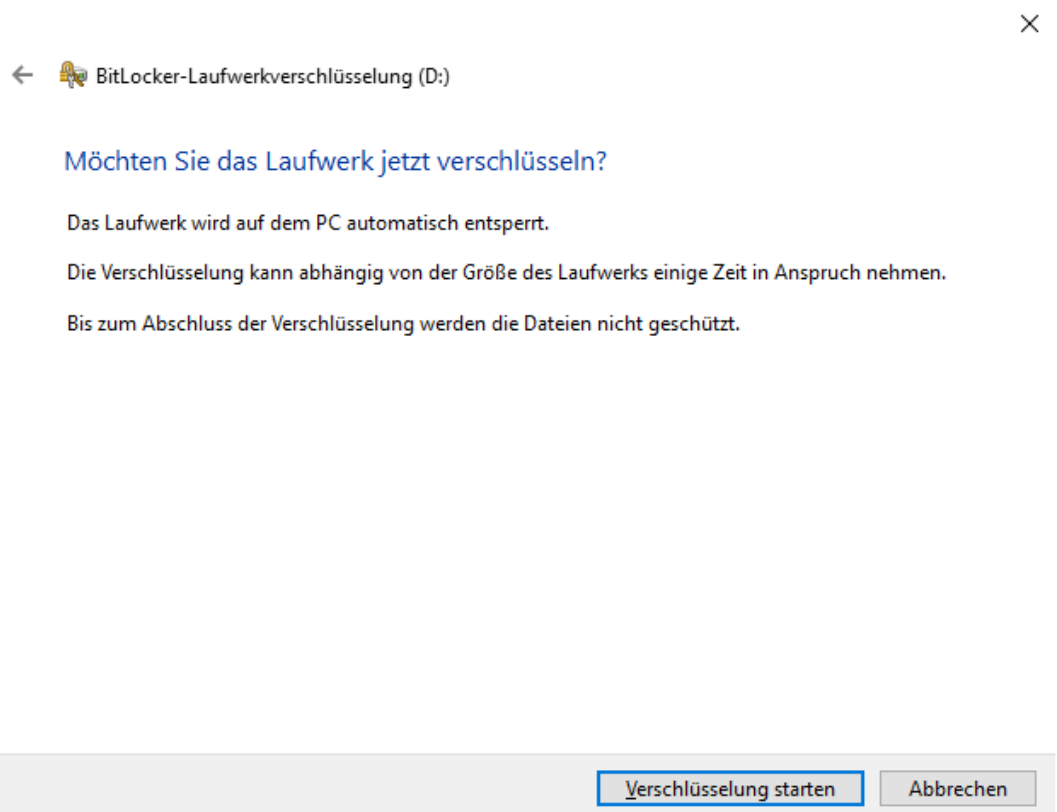 BitLocker-Laufwerkverschlüsselung (D:)
Möchten Sie das Laufwerk jetzt verschlüsseln?
Das Laufwerk wird auf dem PC automatisch entsperrt.
Die Verschlüsselung kann abhängig von der Größe des Laufwerks einige Zeit in Anspruch nehmen.
Bis zum Abschluss der Verschlüsselung werden die Dateien nicht geschützt.
Verschlüsselung starten
Abbrechen